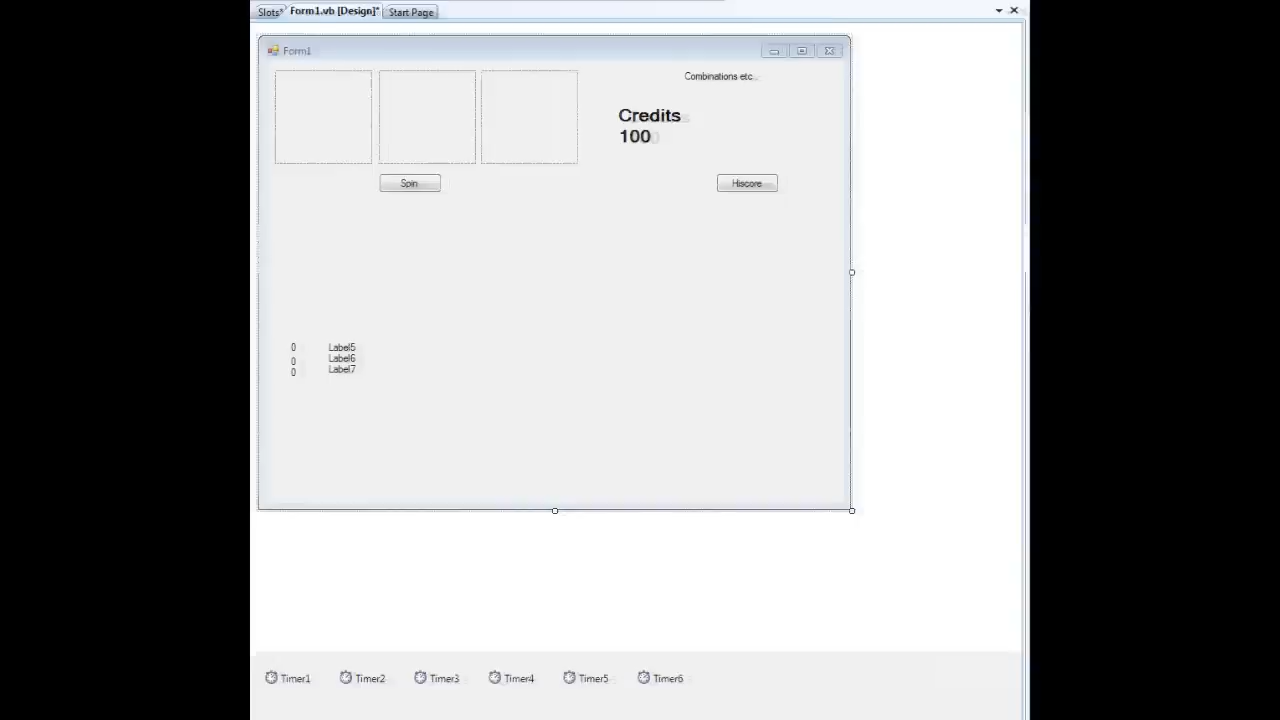 Slots* Form1.vb [Design]* Start Page
Form1
Combinations etc...
Credits
100
Spin
Hiscore
0 Label5
0 Label6
0 Label7
Timer1 Timer2 Timer3 Timer4 Timer5 Timer6